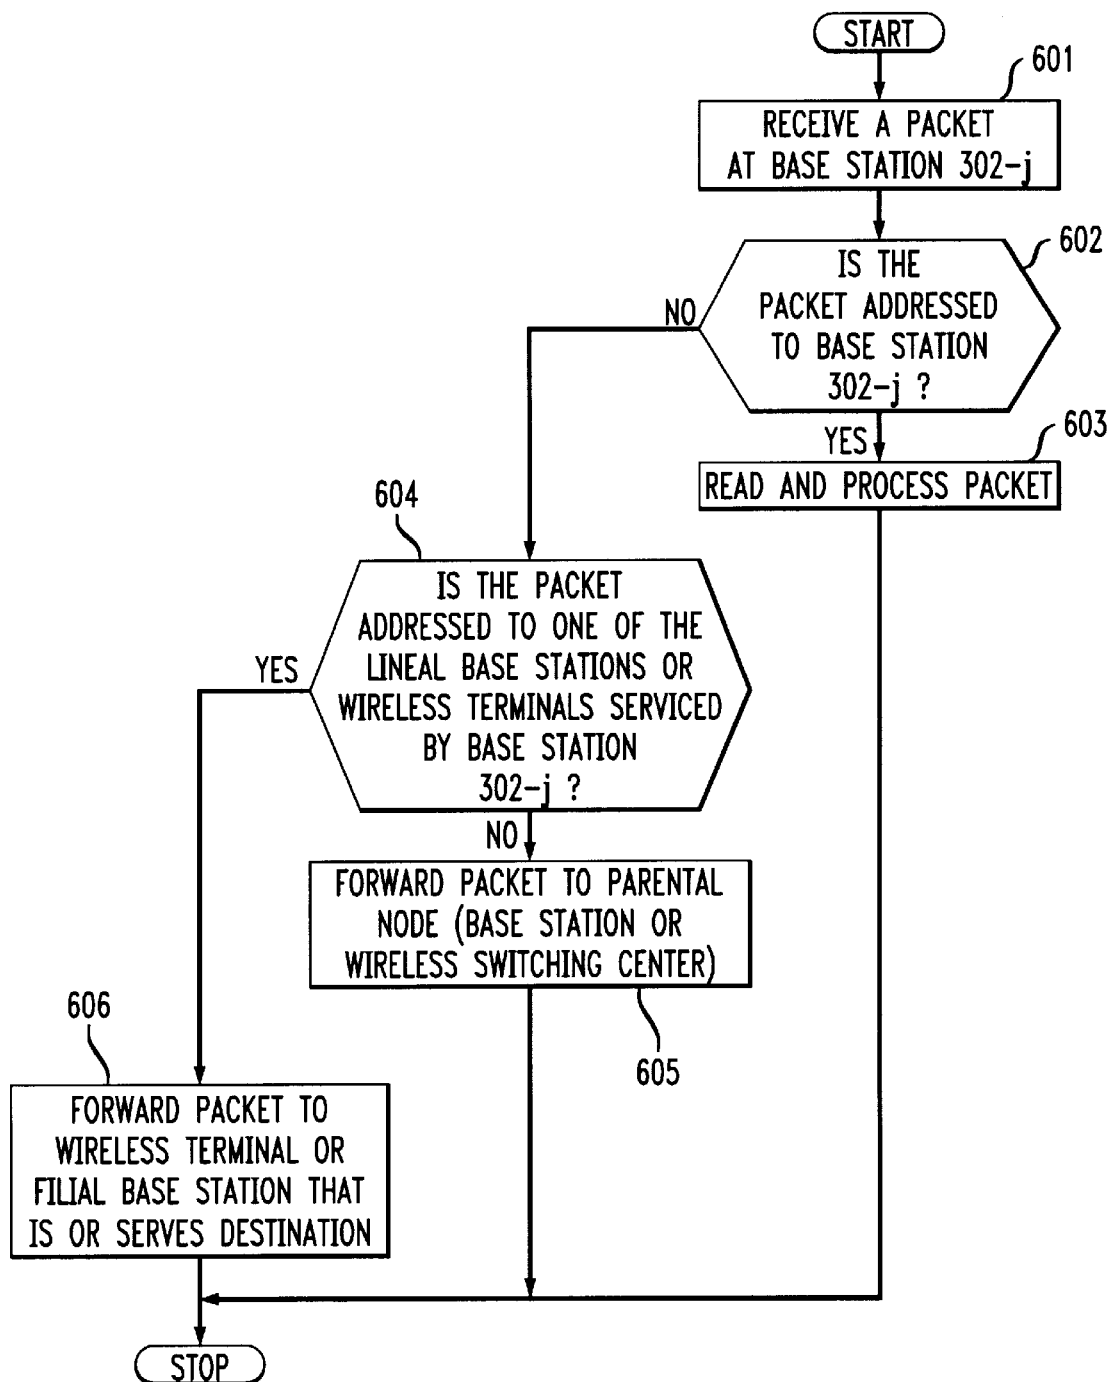 START
601
RECEIVE A PACKET
AT BASE STATION 302-j
602
IS THE
PACKET ADDRESSED
TO BASE STATION
302-j ?
NO
YES
603
READ AND PROCESS PACKET
604
IS THE PACKET
ADDRESSED TO ONE OF THE
LINEAL BASE STATIONS OR
WIRELESS TERMINALS SERVICED
BY BASE STATION
302-j ?
YES
NO
FORWARD PACKET TO PARENTAL
NODE (BASE STATION OR
WIRELESS SWITCHING CENTER)
605
606
FORWARD PACKET TO
WIRELESS TERMINAL OR
FILIAL BASE STATION THAT
IS OR SERVES DESTINATION
STOP